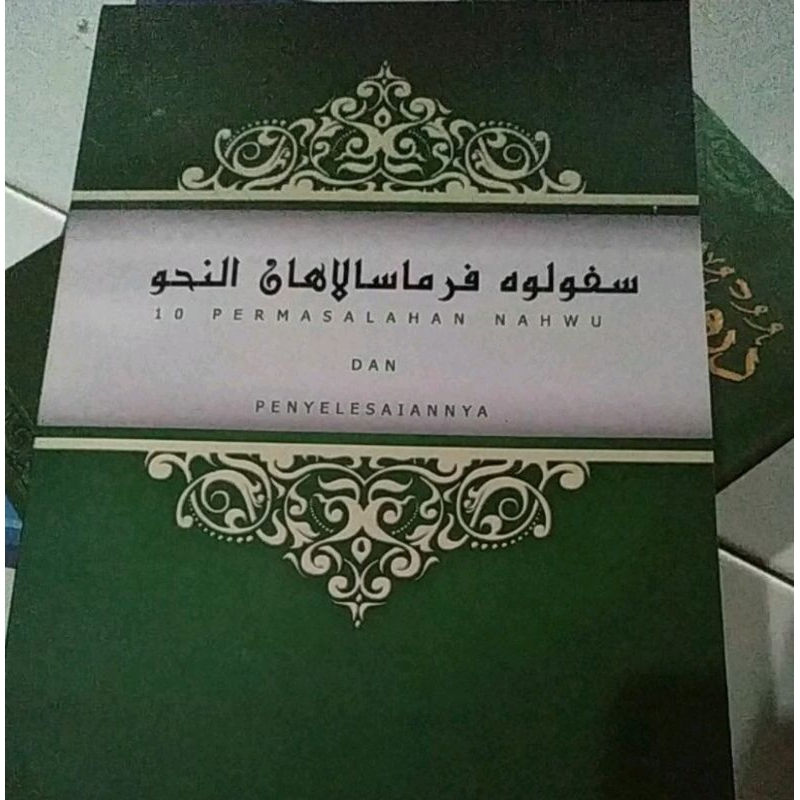 سفولوه فرماسالاهان النحو
10 PERMASALAHAN NAHWU
DAN
PENYELESAIANNYA